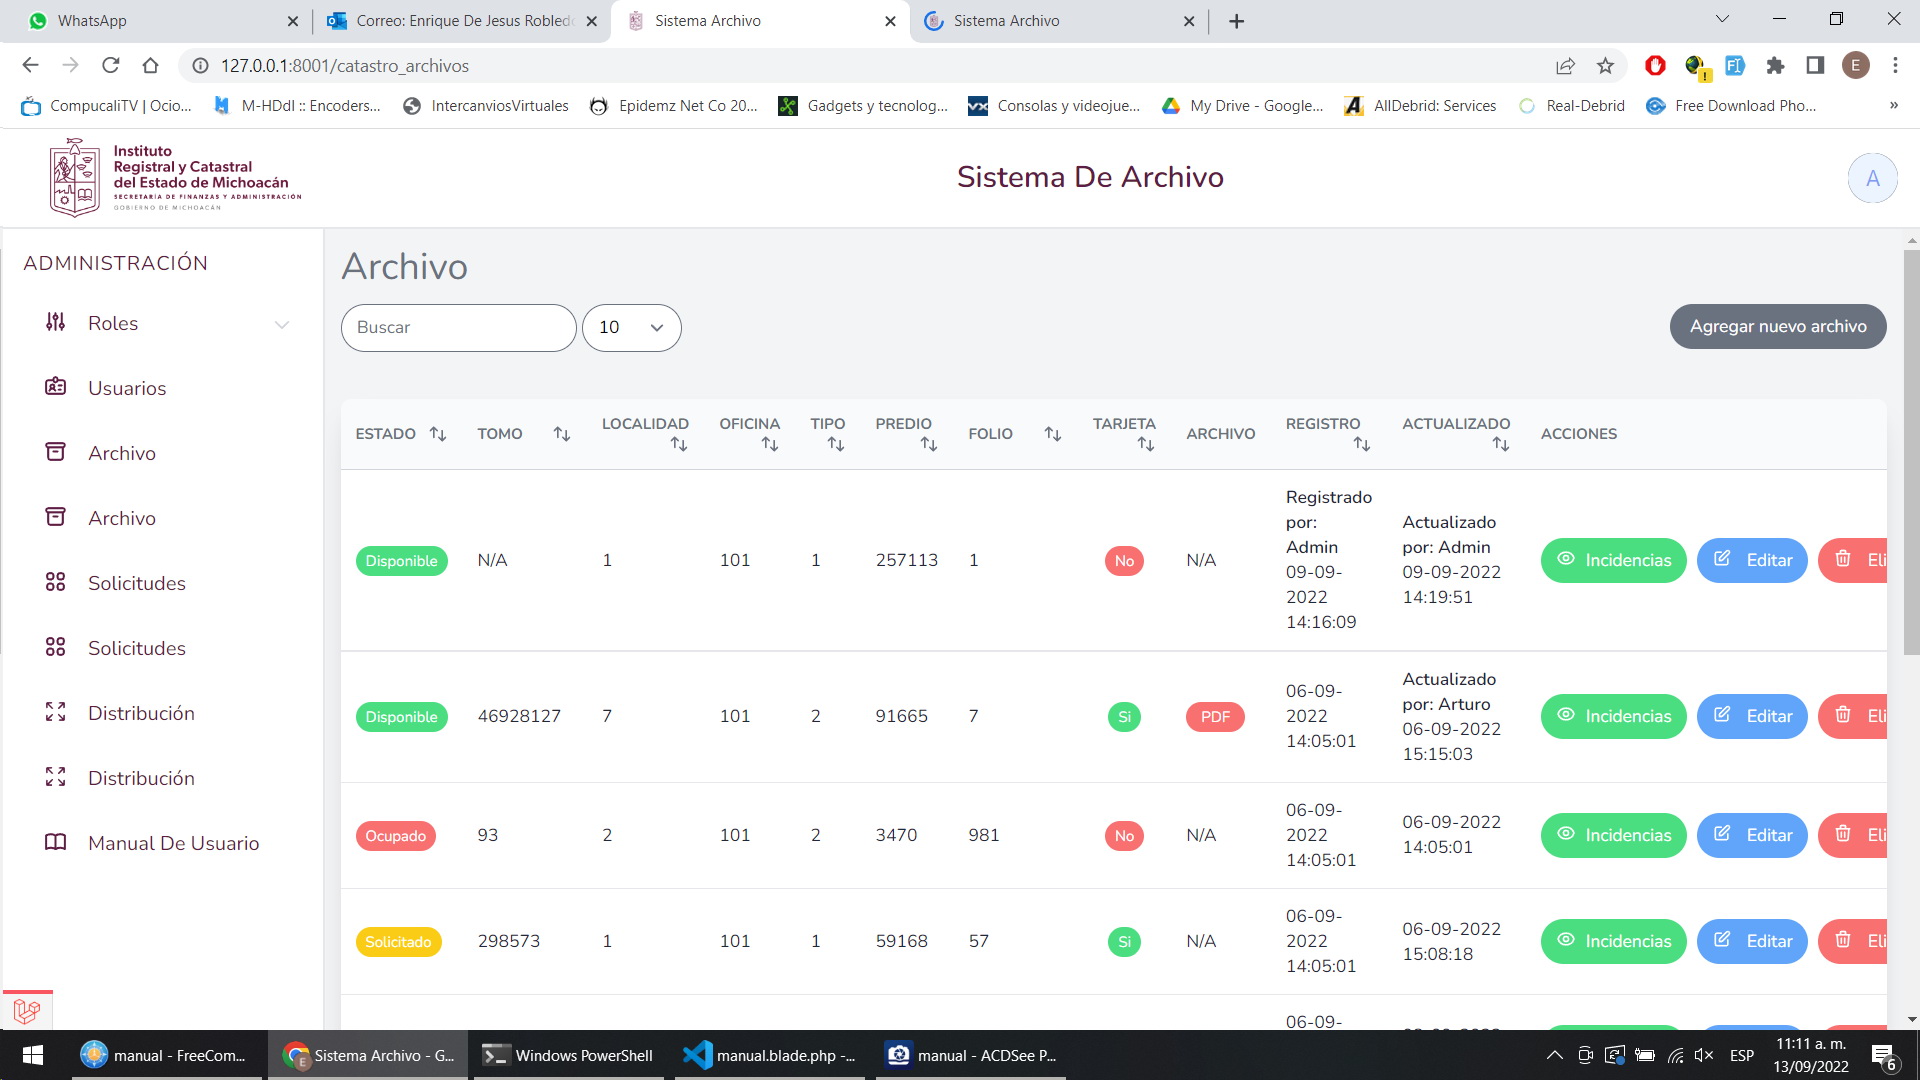 WhatsApp
Correo: Enrique De Jesus Robledo
Sistema Archivo
Sistema Archivo
127.0.0.1:8001/catastro_archivos
E
CompucaliTV | Ocio...
M-HDdl :: Encoders...
IntercanviosVirtuales
Epidemz Net Co 20...
Gadgets y tecnolog...
Consolas y videojue...
My Drive - Google...
AllDebrid: Services
Real-Debrid
Free Download Pho...
»
Instituto
Registral y Catastral
del Estado de Michoacán
SECRETARÍA DE FINANZAS Y ADMINISTRACIÓN
GOBIERNO DE MICHOACÁN
Sistema De Archivo
A
ADMINISTRACIÓN
Roles
Usuarios
Archivo
Archivo
Solicitudes
Solicitudes
Distribución
Distribución
Manual De Usuario
Archivo
Buscar
10
Agregar nuevo archivo
ESTADO TOMO LOCALIDAD OFICINA TIPO PREDIO FOLIO TARJETA ARCHIVO REGISTRO ACTUALIZADO ACCIONES
Disponible N/A 1 101 1 257113 1 No N/A
Registrado
por:
Admin
09-09-
2022
14:16:09
Actualizado
por: Admin
09-09-2022
14:19:51
Incidencias Editar Eli
Disponible 46928127 7 101 2 91665 7 Si PDF
06-09-
2022
14:05:01
Actualizado
por: Arturo
06-09-2022
15:15:03
Incidencias Editar Eli
Ocupado 93 2 101 2 3470 981 No N/A
06-09-
2022
14:05:01
06-09-2022
14:05:01
Incidencias Editar Eli
Solicitado 298573 1 101 1 59168 57 Si N/A
06-09-
2022
14:05:01
06-09-2022
15:08:18
Incidencias Editar Eli
06-09-
manual - FreeCom...
Sistema Archivo - G...
Windows PowerShell
manual.blade.php -...
manual - ACDSee P...
ESP
11:11 a. m.
13/09/2022
6